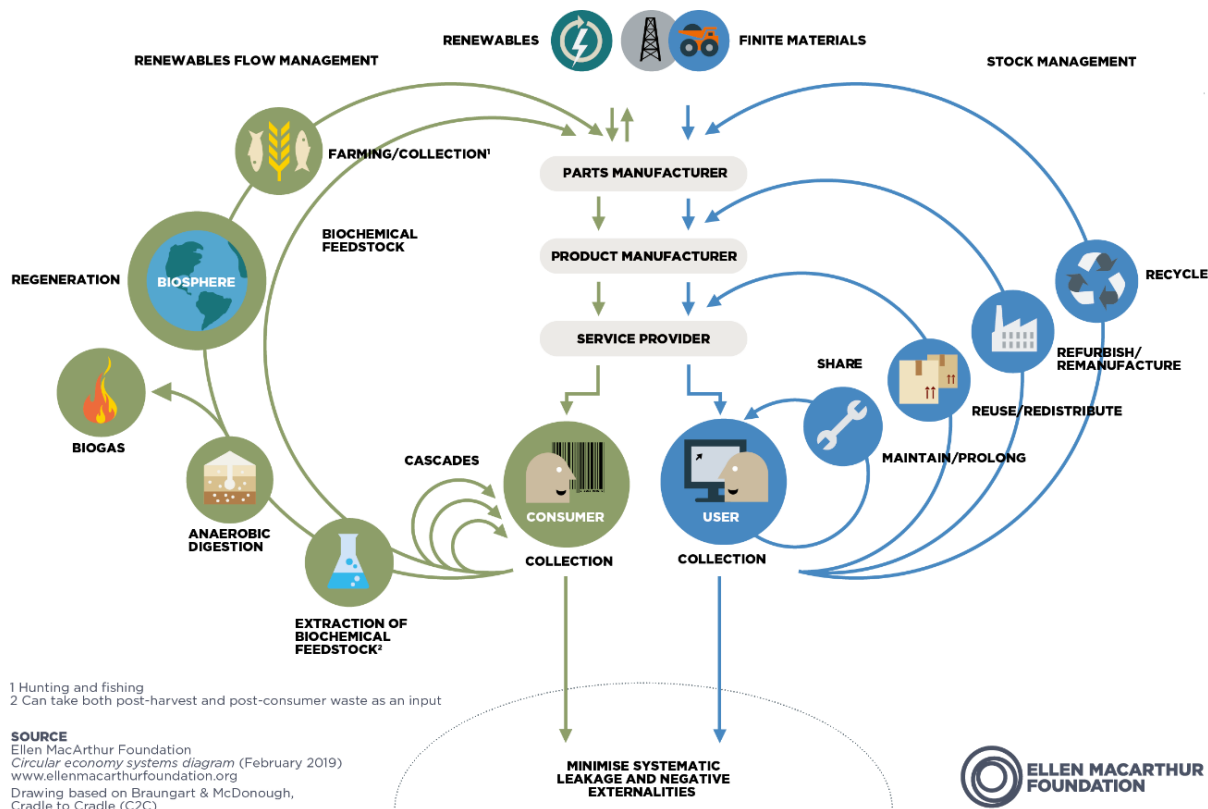 RENEWABLES
FINITE MATERIALS
RENEWABLES FLOW MANAGEMENT
STOCK MANAGEMENT
FARMING/COLLECTION¹
PARTS MANUFACTURER
BIOCHEMICAL
FEEDSTOCK
PRODUCT MANUFACTURER
REGENERATION
BIOSPHERE
RECYCLE
SERVICE PROVIDER
SHARE
REFURBISH/
REMANUFACTURE
REUSE/REDISTRIBUTE
BIOGAS
CASCADES
MAINTAIN/PROLONG
CONSUMER
USER
ANAEROBIC
DIGESTION
COLLECTION
COLLECTION
EXTRACTION OF
BIOCHEMICAL
FEEDSTOCK²
1 Hunting and fishing
2 Can take both post-harvest and post-consumer waste as an input
SOURCE
Ellen MacArthur Foundation
Circular economy systems diagram (February 2019)
www.ellenmacarthurfoundation.org
Drawing based on Braungart & McDonough,
Cradle to Cradle (C2C)
MINIMISE SYSTEMATIC
LEAKAGE AND NEGATIVE
EXTERNALITIES
ELLEN MACARTHUR
FOUNDATION